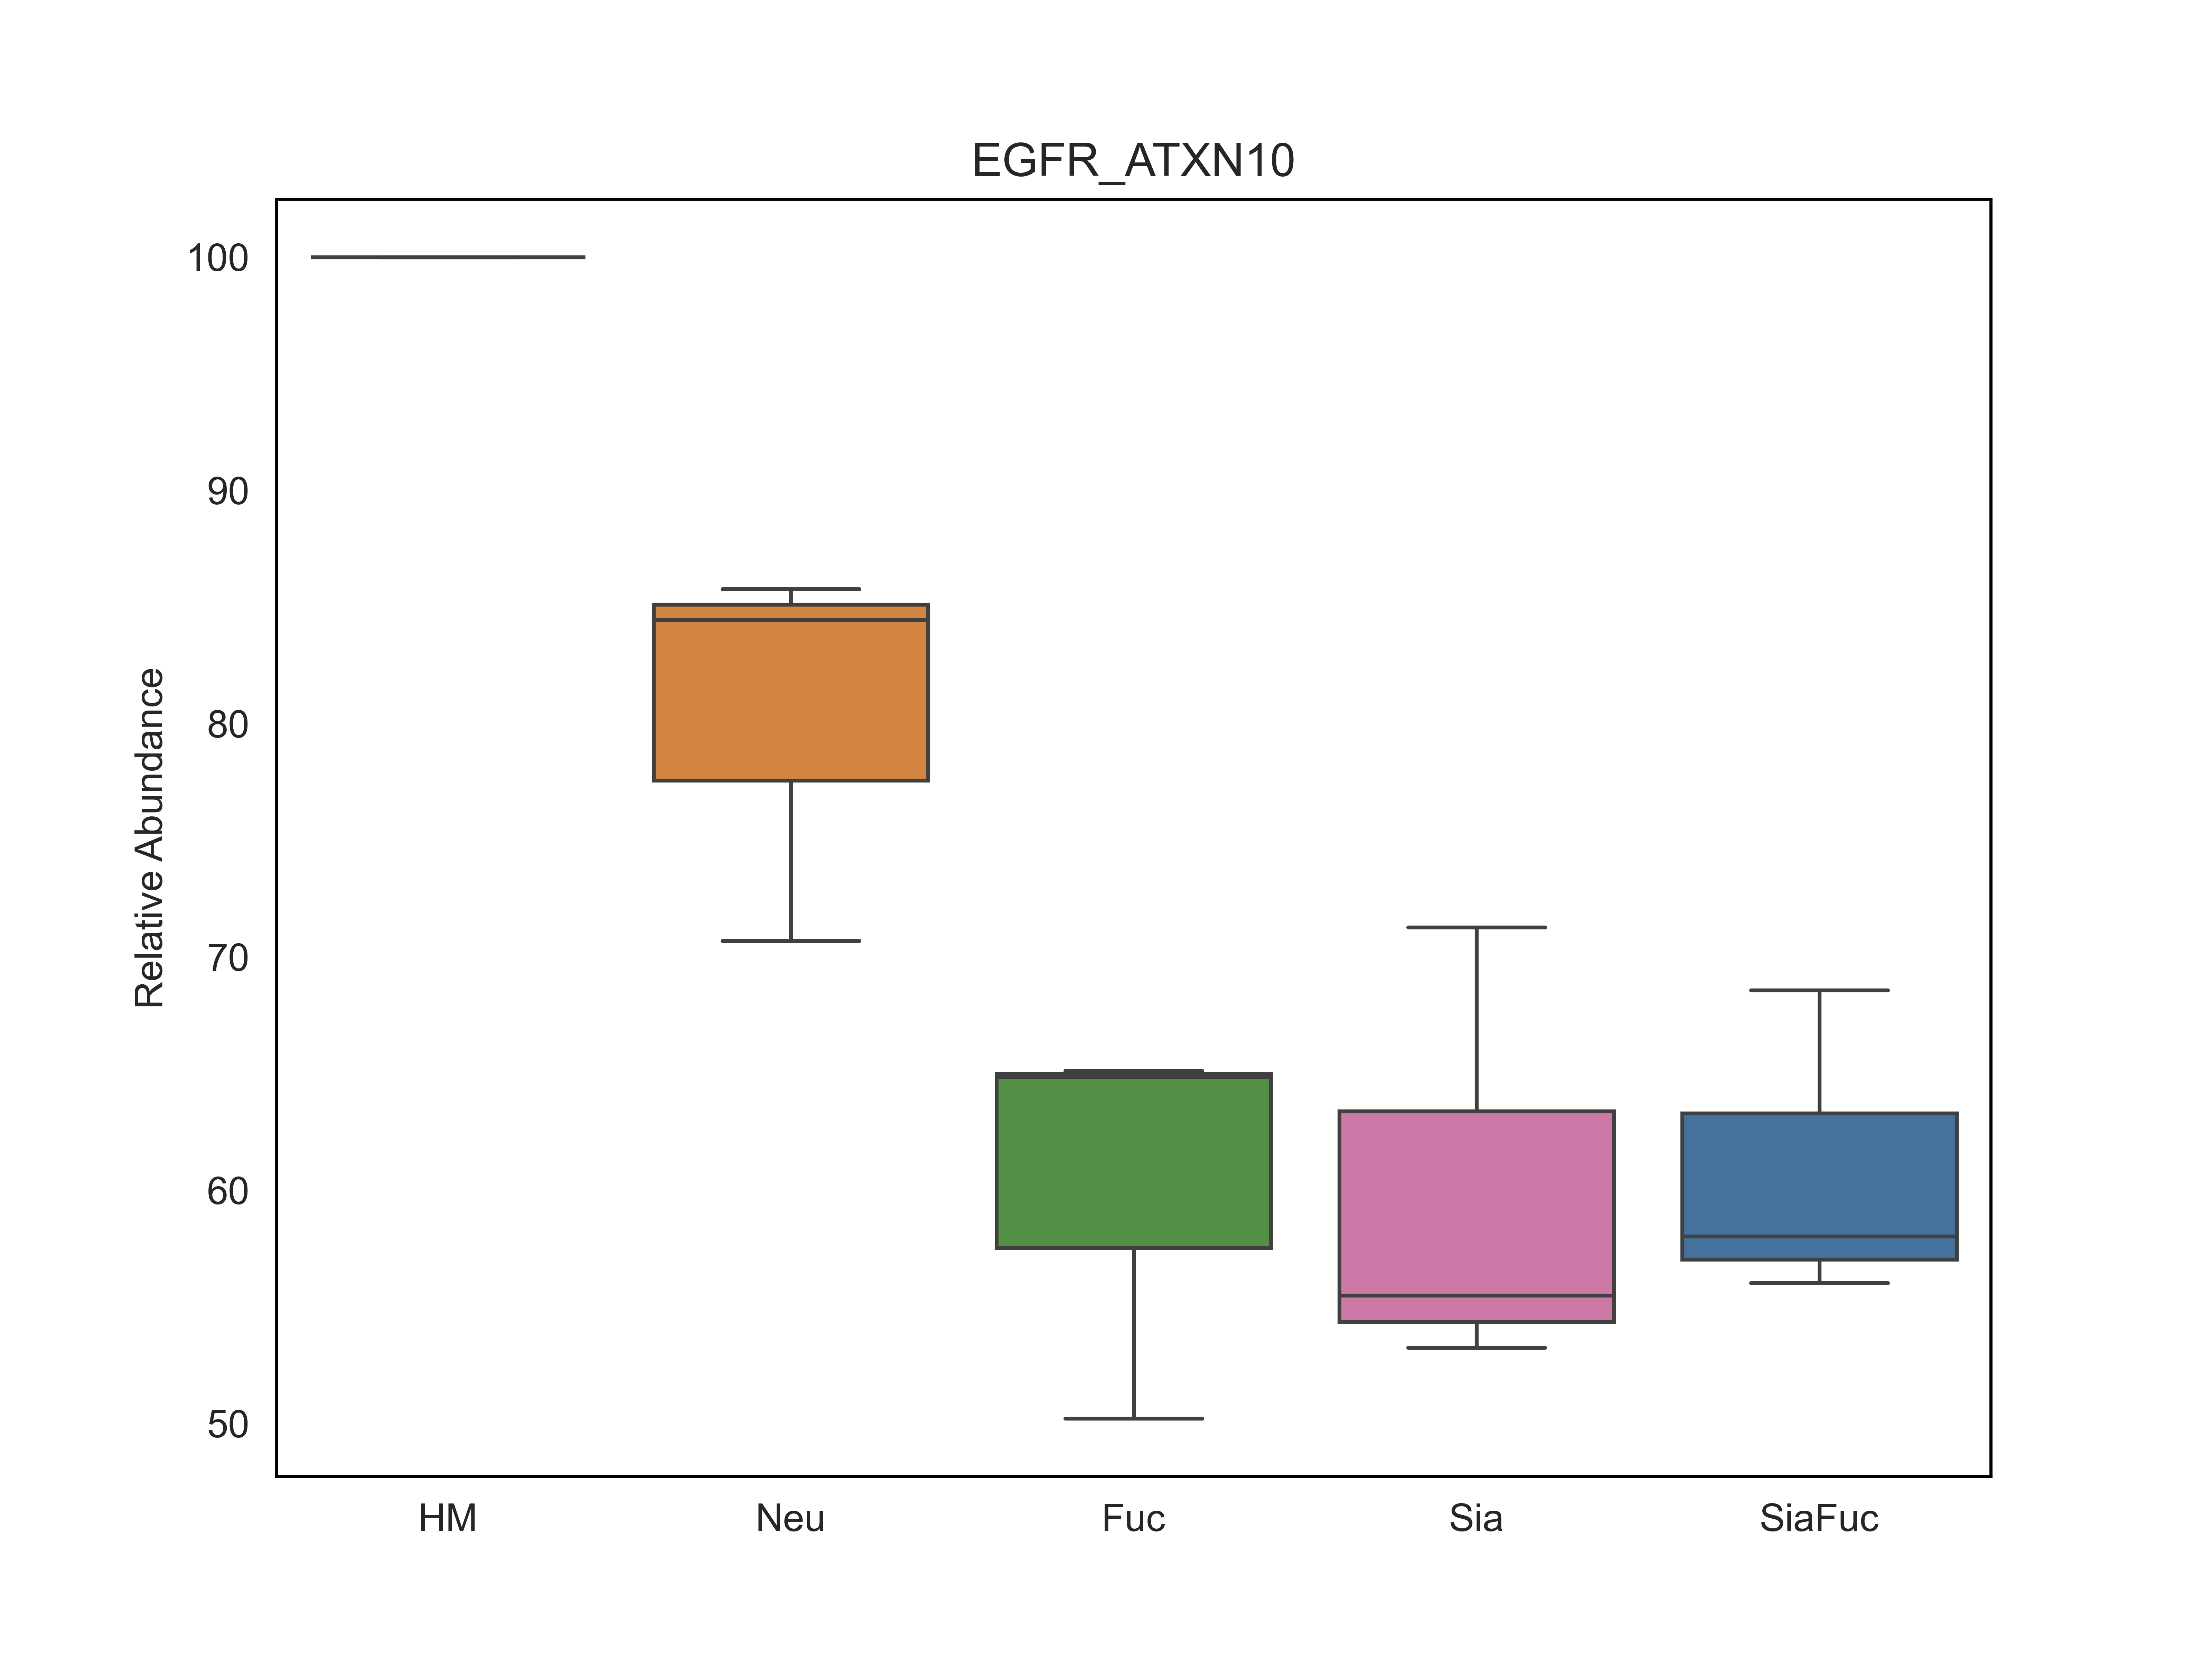 EGFR_ATXN10
Relative Abundance
100
90
80
70
60
50
HM
Neu
Fuc
Sia
SiaFuc